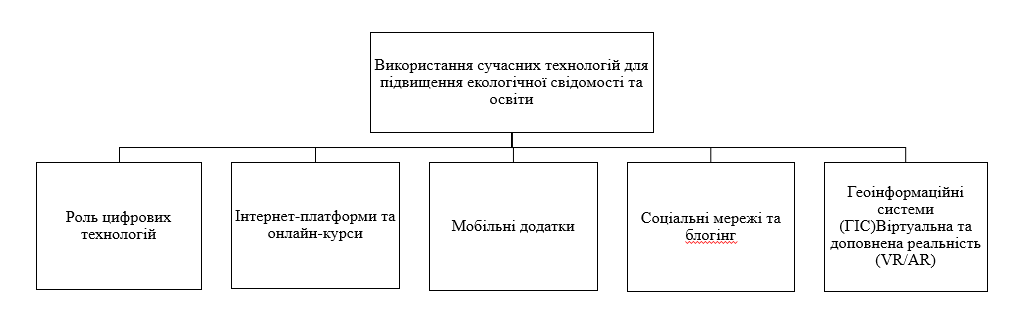 Використання сучасних технологій для
підвищення екологічної свідомості та
освіти
Роль цифрових
технологій
Інтернет-платформи та
онлайн-курси
Мобільні додатки
Соціальні мережі та
блогінг
Геоінформаційні
системи
(ГІС)Віртуальна та
доповнена реальність
(VR/AR)